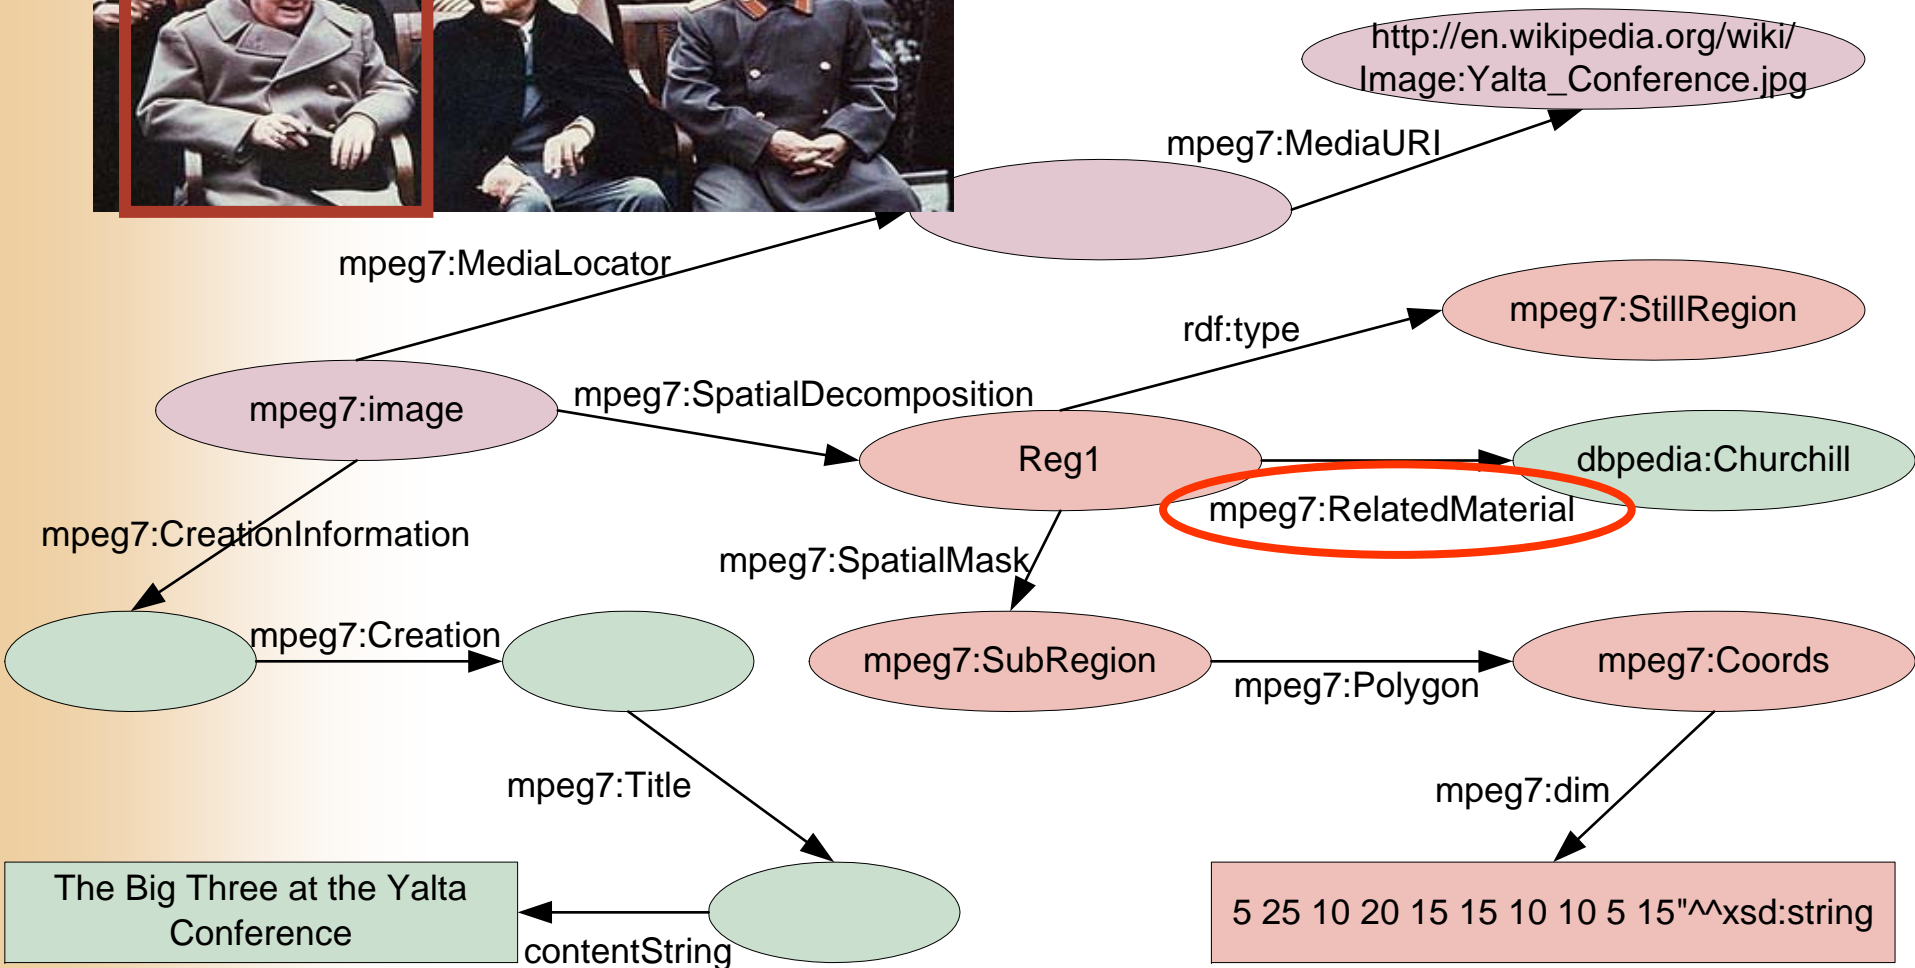 http://en.wikipedia.org/wiki/
Image:Yalta_Conference.jpg
mpeg7:MediaURI
mpeg7:MediaLocator
mpeg7:StillRegion
rdf:type
mpeg7:image
mpeg7:SpatialDecomposition
Reg1
dbpedia:Churchill
mpeg7:RelatedMaterial
mpeg7:CreationInformation
mpeg7:SpatialMask
mpeg7:Creation
mpeg7:SubRegion
mpeg7:Polygon
mpeg7:Coords
mpeg7:Title
mpeg7:dim
The Big Three at the Yalta
Conference
contentString
5 25 10 20 15 15 10 10 5 15"^^xsd:string